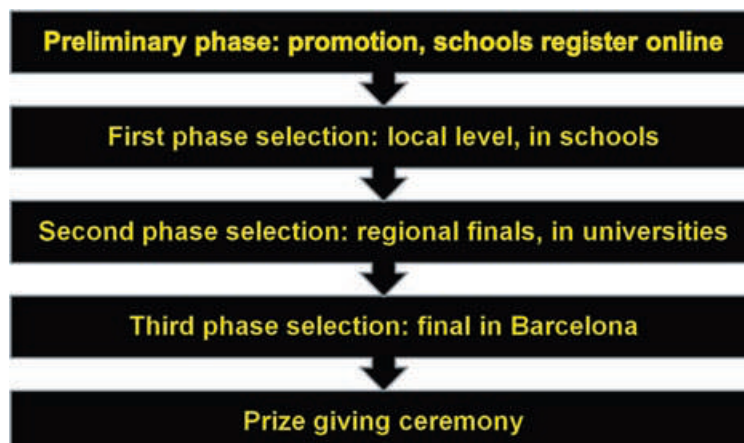 Preliminary phase: promotion, schools register online
First phase selection: local level, in schools
Second phase selection: regional finals, in universities
Third phase selection: final in Barcelona
Prize giving ceremony